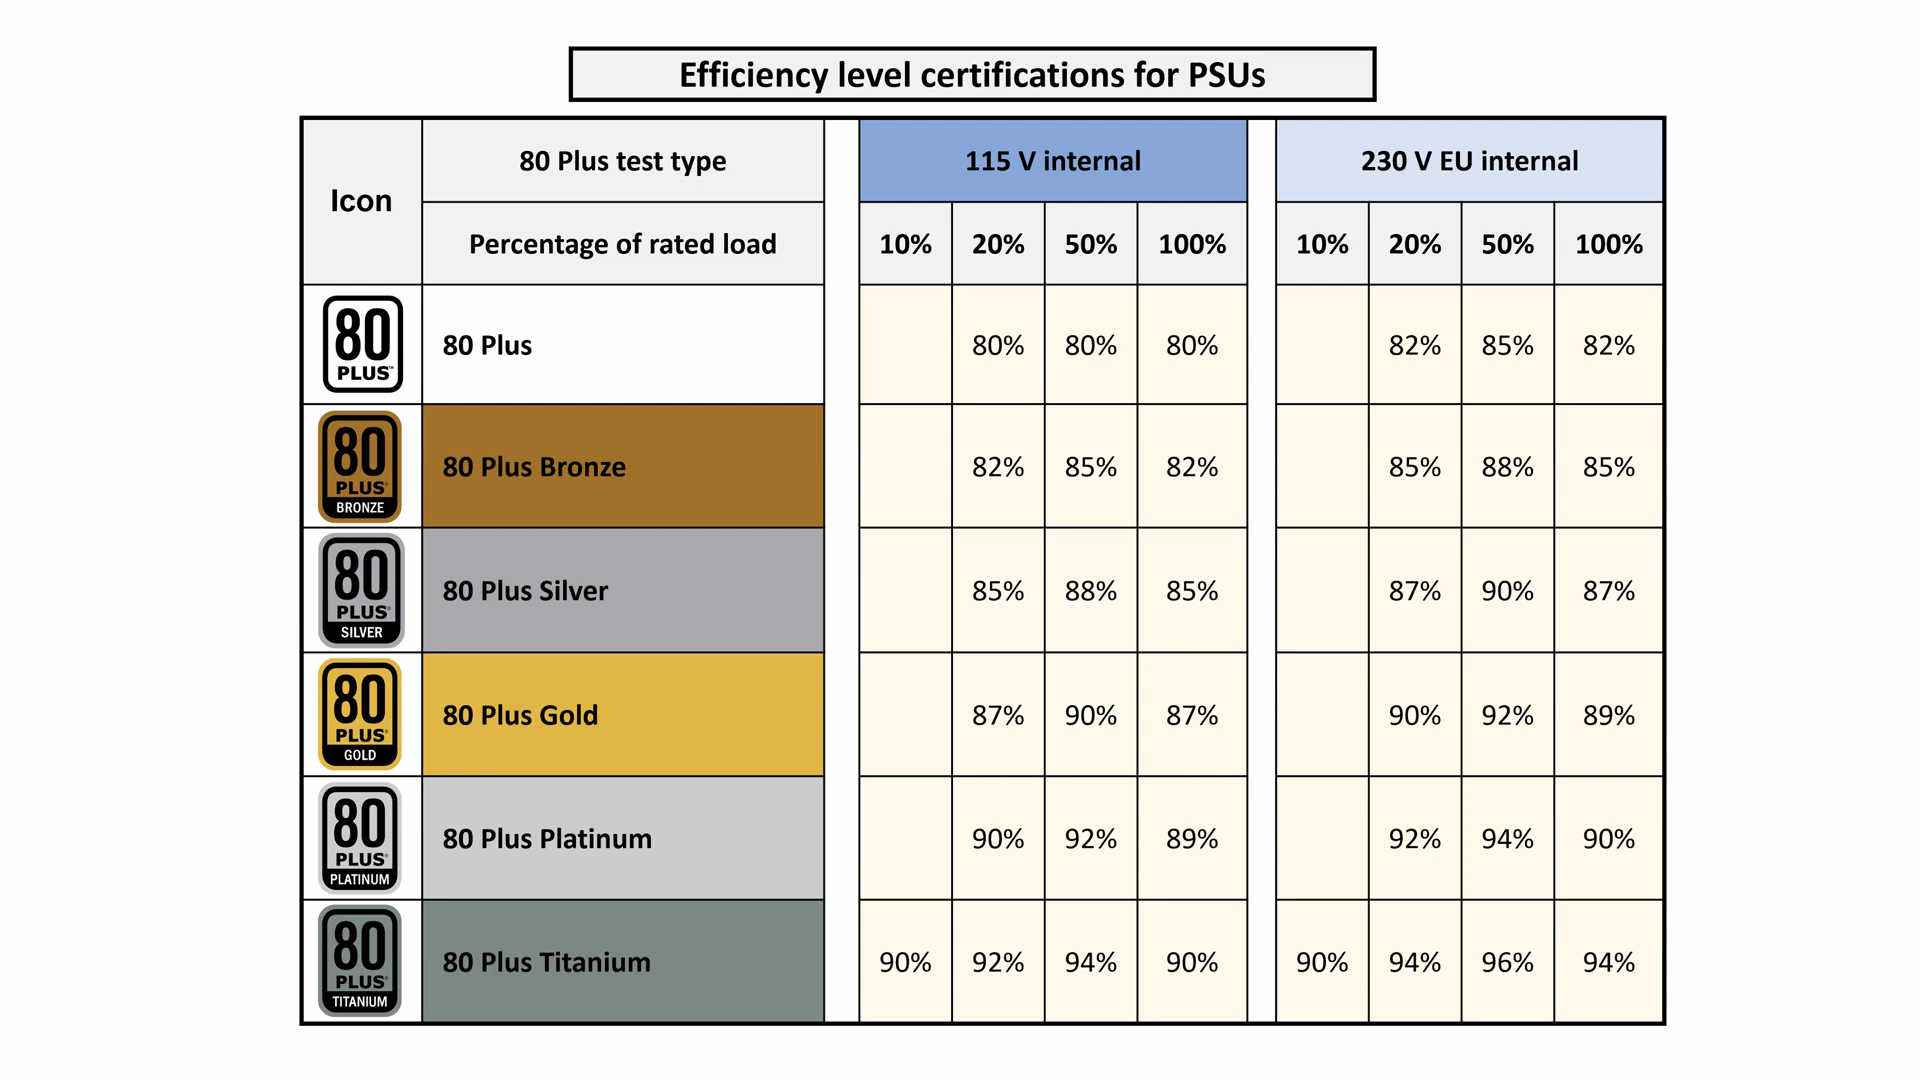 Efficiency level certifications for PSUs
Icon
80 Plus test type
115 V internal
230 V EU internal
Percentage of rated load
10% 20% 50% 100%
10% 20% 50% 100%
80
PLUS™
80 Plus
80% 80% 80%
82% 85% 82%
80
PLUS®
BRONZE
80 Plus Bronze
82% 85% 82%
85% 88% 85%
80
PLUS®
SILVER
80 Plus Silver
85% 88% 85%
87% 90% 87%
80
PLUS®
GOLD
80 Plus Gold
87% 90% 87%
90% 92% 89%
80
PLUS®
PLATINUM
80 Plus Platinum
90% 92% 89%
92% 94% 90%
80
PLUS®
TITANIUM
80 Plus Titanium
90% 92% 94% 90%
90% 94% 96% 94%